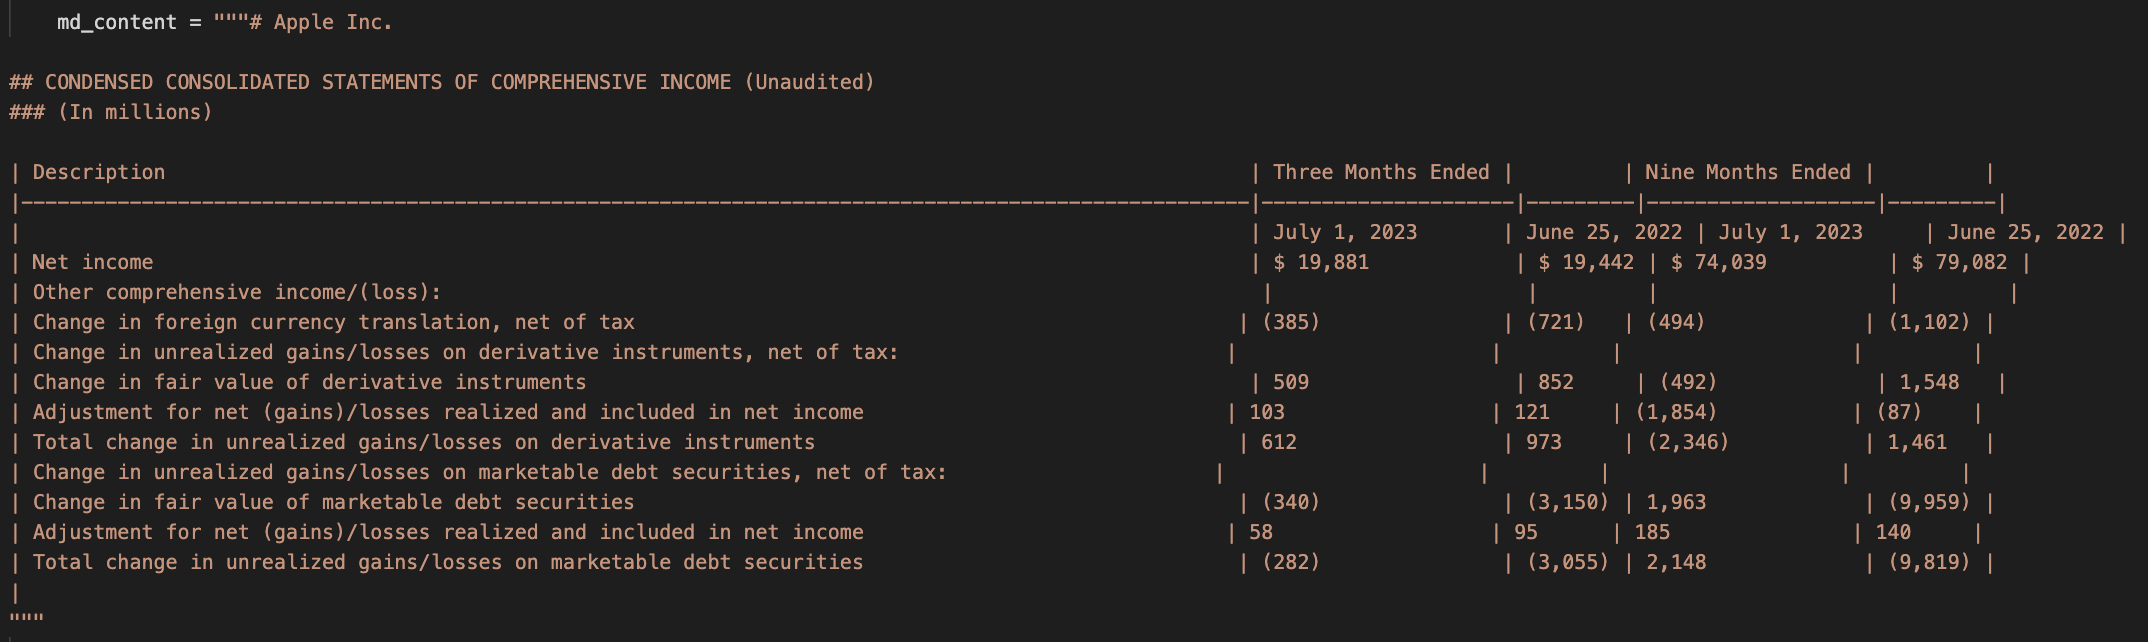 md_content = """# Apple Inc.
## CONDENSED CONSOLIDATED STATEMENTS OF COMPREHENSIVE INCOME (Unaudited)
### (In millions)
| Description | Three Months Ended | | Nine Months Ended | |
|------------------------------------------------------------------------------------------------------|---------------------|---------|-------------------|---------|
| | July 1, 2023 | June 25, 2022 | July 1, 2023 | June 25, 2022 |
| Net income | $ 19,881 | $ 19,442 | $ 74,039 | $ 79,082 |
| Other comprehensive income/(loss): | | | | |
| Change in foreign currency translation, net of tax | (385) | (721) | (494) | (1,102) |
| Change in unrealized gains/losses on derivative instruments, net of tax: | | | | |
| Change in fair value of derivative instruments | 509 | 852 | (492) | 1,548 |
| Adjustment for net (gains)/losses realized and included in net income | 103 | 121 | (1,854) | (87) |
| Total change in unrealized gains/losses on derivative instruments | 612 | 973 | (2,346) | 1,461 |
| Change in unrealized gains/losses on marketable debt securities, net of tax: | | | | |
| Change in fair value of marketable debt securities | (340) | (3,150) | 1,963 | (9,959) |
| Adjustment for net (gains)/losses realized and included in net income | 58 | 95 | 185 | 140 |
| Total change in unrealized gains/losses on marketable debt securities | (282) | (3,055) | 2,148 | (9,819) |
|
"""